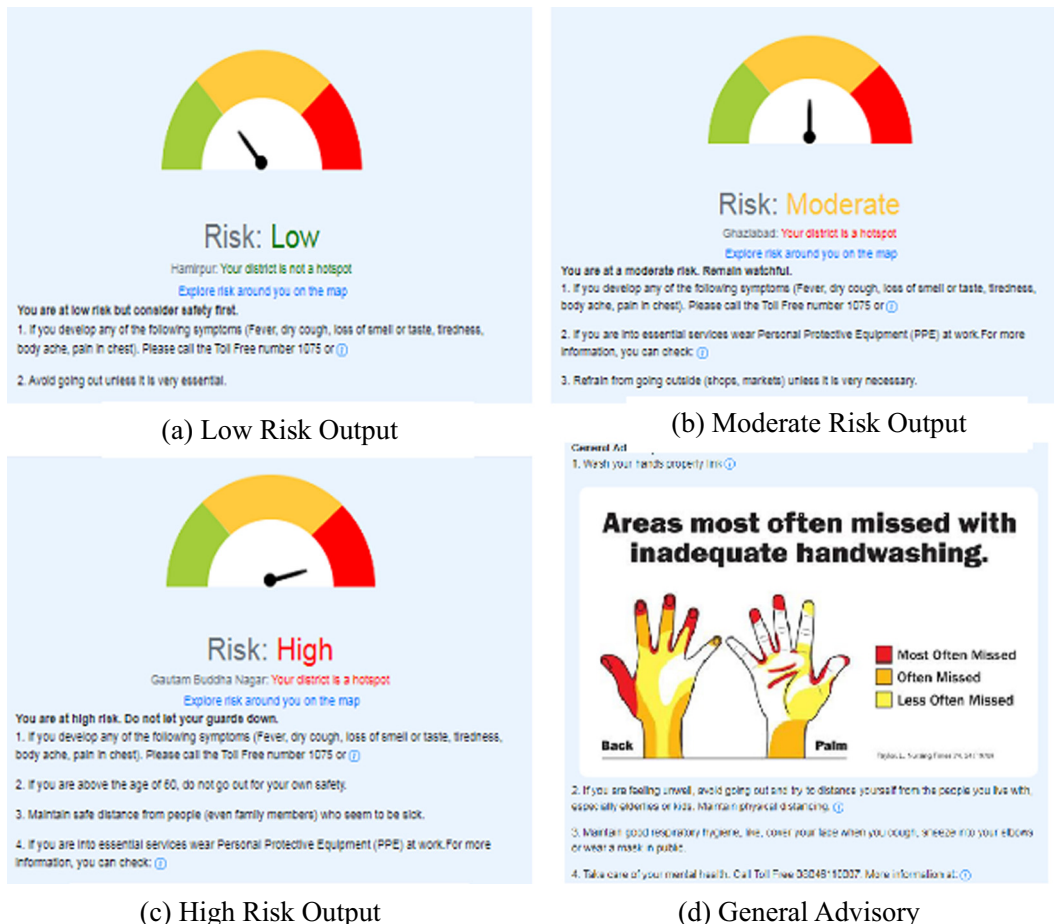 Risk: Low
Hamirpur: Your district is not a hotspot
Explore risk around you on the map
You are at low risk but consider safety first.
1. If you develop any of the following symptoms (Fever, dry cough, loss of smell or taste, tiredness,
body ache, pain in chest). Please call the Toll Free number 1075 or
2. Avoid going out unless it is very essential.
(a) Low Risk Output
Risk: Moderate
Ghaziabad: Your district is a hotspot
Explore risk around you on the map
You are at a moderate risk. Remain watchful.
1. If you develop any of the following symptoms (Fever, dry cough, loss of smell or taste, tiredness,
body ache, pain in chest). Please call the Toll Free number 1075 or
2. If you are into essential services wear Personal Protective Equipment (PPE) at work.For more
information, you can check:
3. Refrain from going outside (shops, markets) unless it is very necessary.
(b) Moderate Risk Output
Risk: High
Gautam Buddha Nagar: Your district is a hotspot
Explore risk around you on the map
You are at high risk. Do not let your guards down.
1. If you develop any of the following symptoms (Fever, dry cough, loss of smell or taste, tiredness,
body ache, pain in chest). Please call the Toll Free number 1075 or
2. If you are above the age of 60, do not go out for your own safety.
3. Maintain safe distance from people (even family members) who seem to be sick.
4. If you are into essential services wear Personal Protective Equipment (PPE) at work.For more
information, you can check:
(c) High Risk Output
General Ad
1. Wash your hands properly link
Areas most often missed with
inadequate handwashing.
Most Often Missed
Often Missed
Less Often Missed
Back
Palm
Taylor, L., Nursing Times
2. If you are feeling unwell, avoid going out and try to distance yourself from the people you live with,
especially elderlies or kids. Maintain physical distancing.
3. Maintain good respiratory hygiene, like, cover your face when you cough, sneeze into your elbows
or wear a mask in public.
4. Take care of your mental health. Call Toll Free More information at:
(d) General Advisory